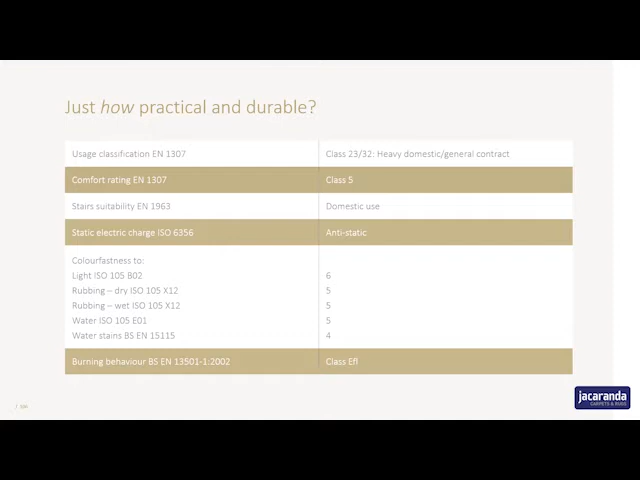 Just how practical and durable?
Usage classification EN 1307 Class 23/32: Heavy domestic/general contract
Comfort rating EN 1307 Class 5
Stairs suitability EN 1963 Domestic use
Static electric charge ISO 6356 Anti-static
Colourfastness to:
Light ISO 105 B02 6
Rubbing – dry ISO 105 X12 5
Rubbing – wet ISO 105 X12 5
Water ISO 105 E01 5
Water stains BS EN 15115 4
Burning behaviour BS EN 13501-1:2002 Class Efl
jacaranda
CARPETS & RUGS